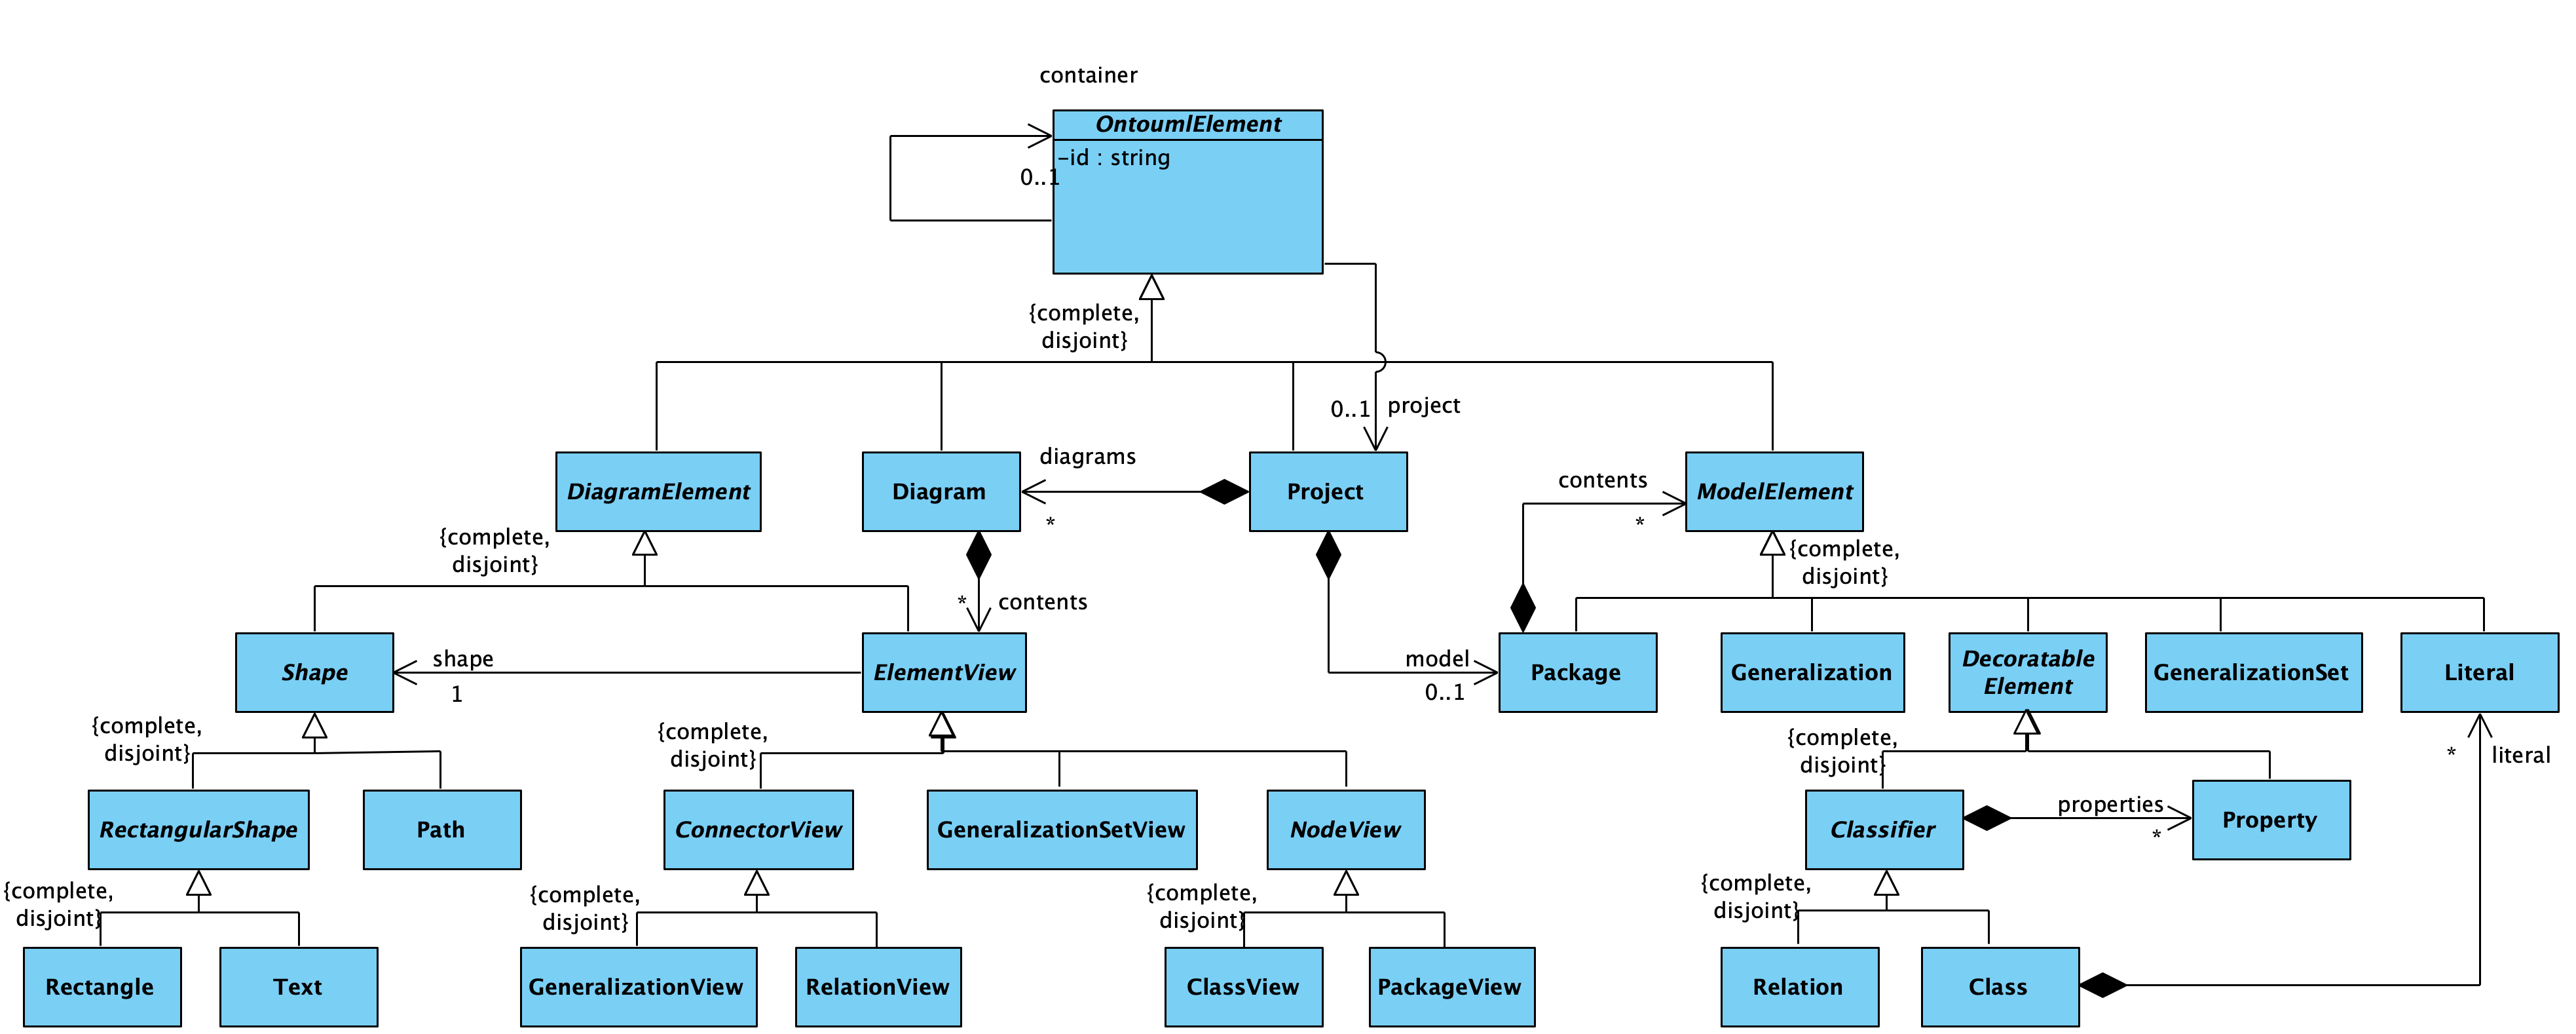 container
OntoumlElement
-id : string
0..1
{complete,
disjoint}
0..1 project
DiagramElement
Diagram
diagrams
*
Project
contents
*
ModelElement
{complete,
disjoint}
{complete,
disjoint}
* contents
Shape
shape
1
ElementView
model
0..1
Package
Generalization
Decoratable
Element
GeneralizationSet
Literal
{complete,
disjoint}
{complete,
disjoint}
{complete,
disjoint}
* literal
RectangularShape
Path
ConnectorView
GeneralizationSetView
NodeView
Classifier
properties
*
Property
{complete,
disjoint}
{complete,
disjoint}
{complete,
disjoint}
{complete,
disjoint}
Rectangle
Text
GeneralizationView
RelationView
ClassView
PackageView
Relation
Class